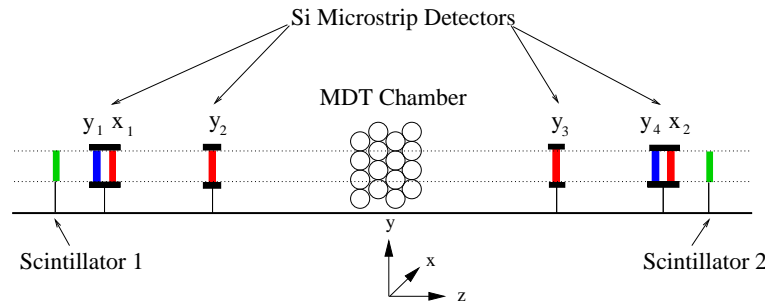 Si Microstrip Detectors
MDT Chamber
y1 x1 y2 y3 y4 x2
Scintillator 1
y
x
z
Scintillator 2